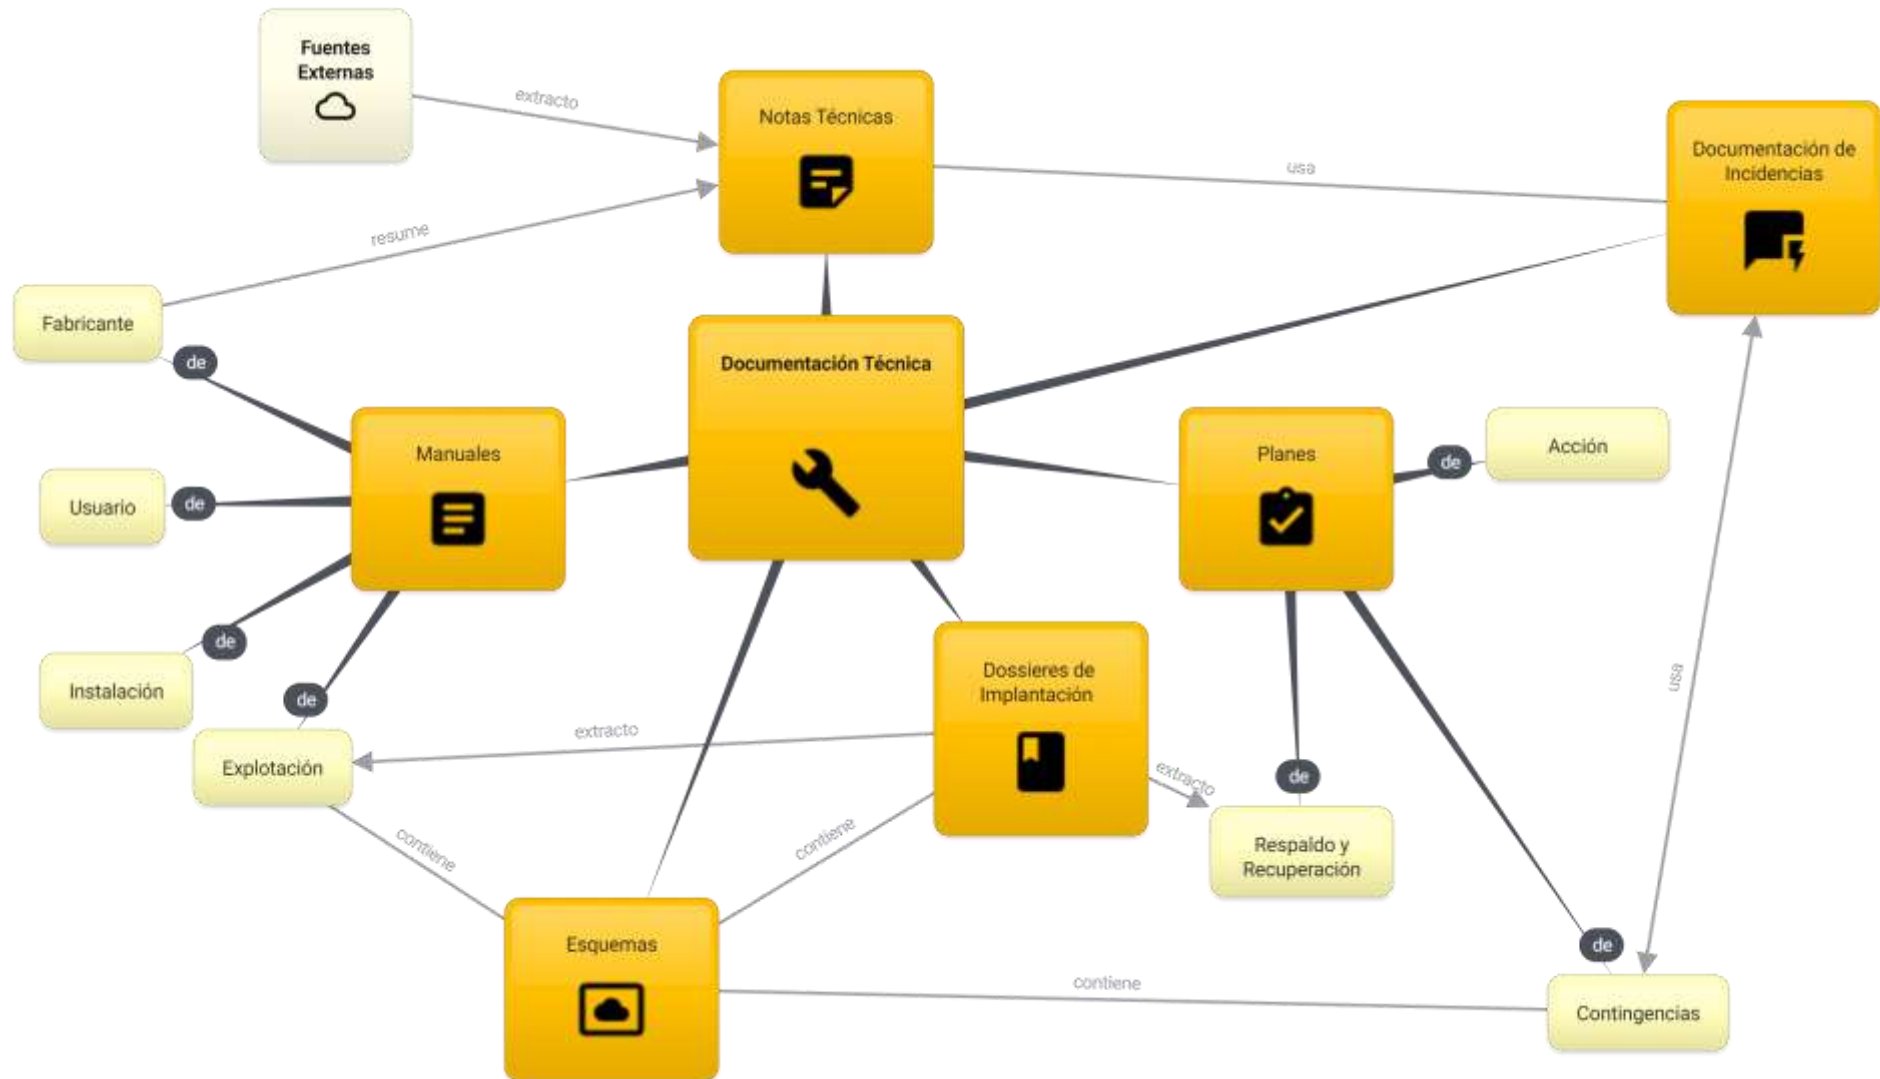 Fuentes
Externas
extracto
Notas Técnicas
usa
Documentación de
Incidencias
resume
Fabricante
de
Documentación Técnica
Manuales
Planes
de
Acción
Usuario
de
Instalación
de
de
Explotación
extracto
Dossieres de
Implantación
extracto
de
Respaldo y
Recuperación
usa
contiene
contiene
Esquemas
contiene
de
Contingencias